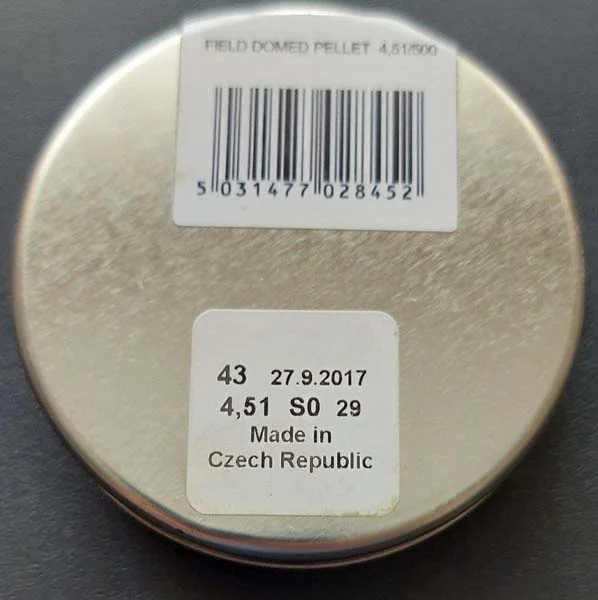 FIELD DOMED PELLET 4,51/500
5 031477 028452
43 27.9.2017
4,51 S0 29
Made in
Czech Republic